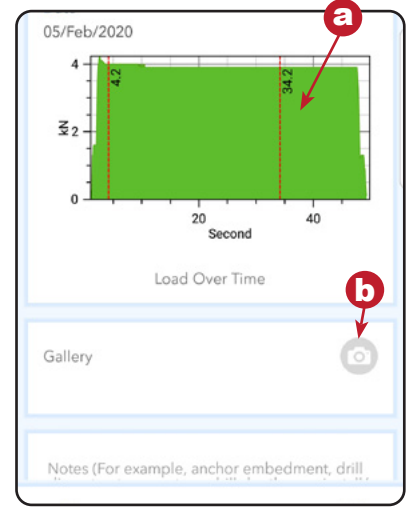 a
05/Feb/2020
4
2
0
kN
4.2
34.2
20
40
Second
Load Over Time
b
Gallery
Notes (For example, anchor embedment, drill